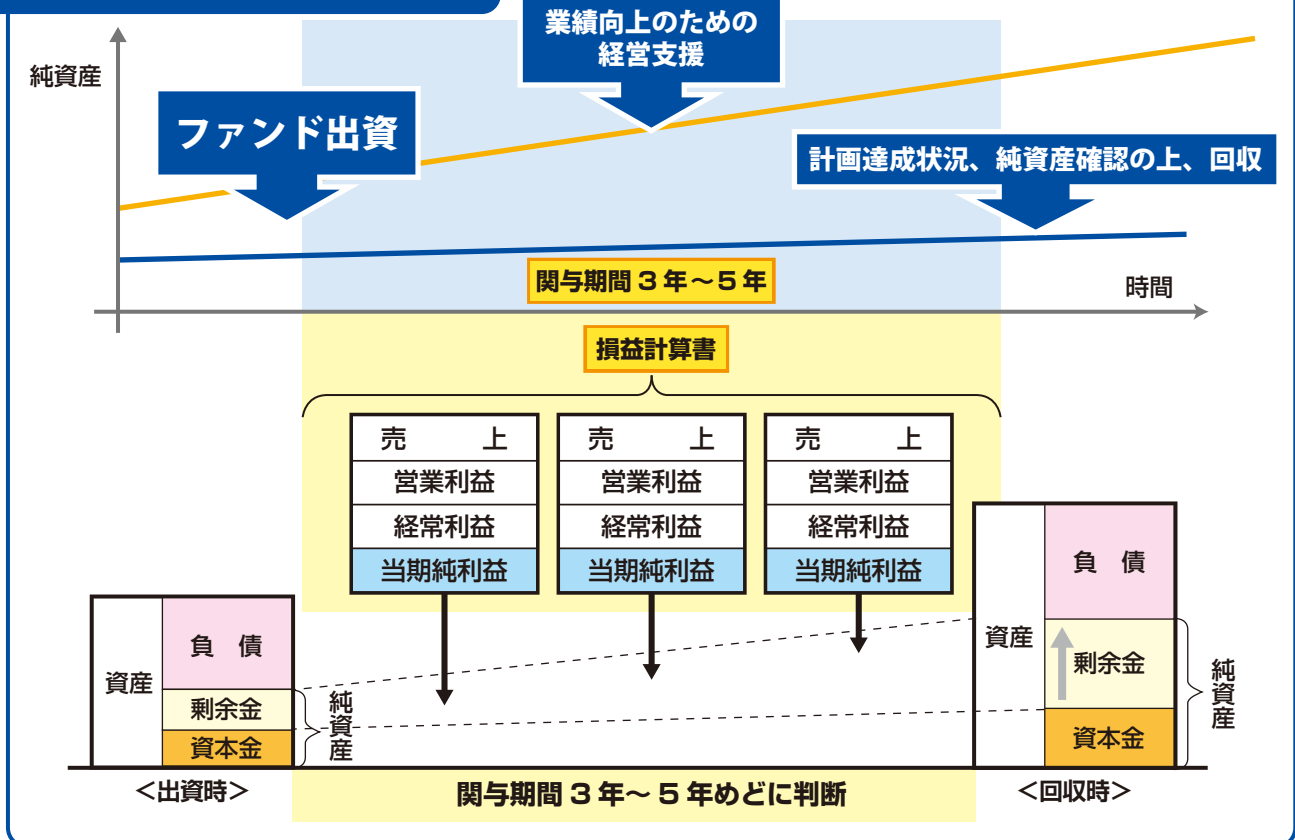 業績向上のための
経営支援
純資産
ファンド出資
計画達成状況、純資産確認の上、回収
関与期間3年～5年
時間
損益計算書
売 上
営業利益
経常利益
当期純利益
売 上
営業利益
経常利益
当期純利益
売 上
営業利益
経常利益
当期純利益
資産
負 債
剰余金
資本金
純資産
資産
負 債
剰余金
資本金
純資産
＜出資時＞
関与期間3年～5年めどに判断
＜回収時＞